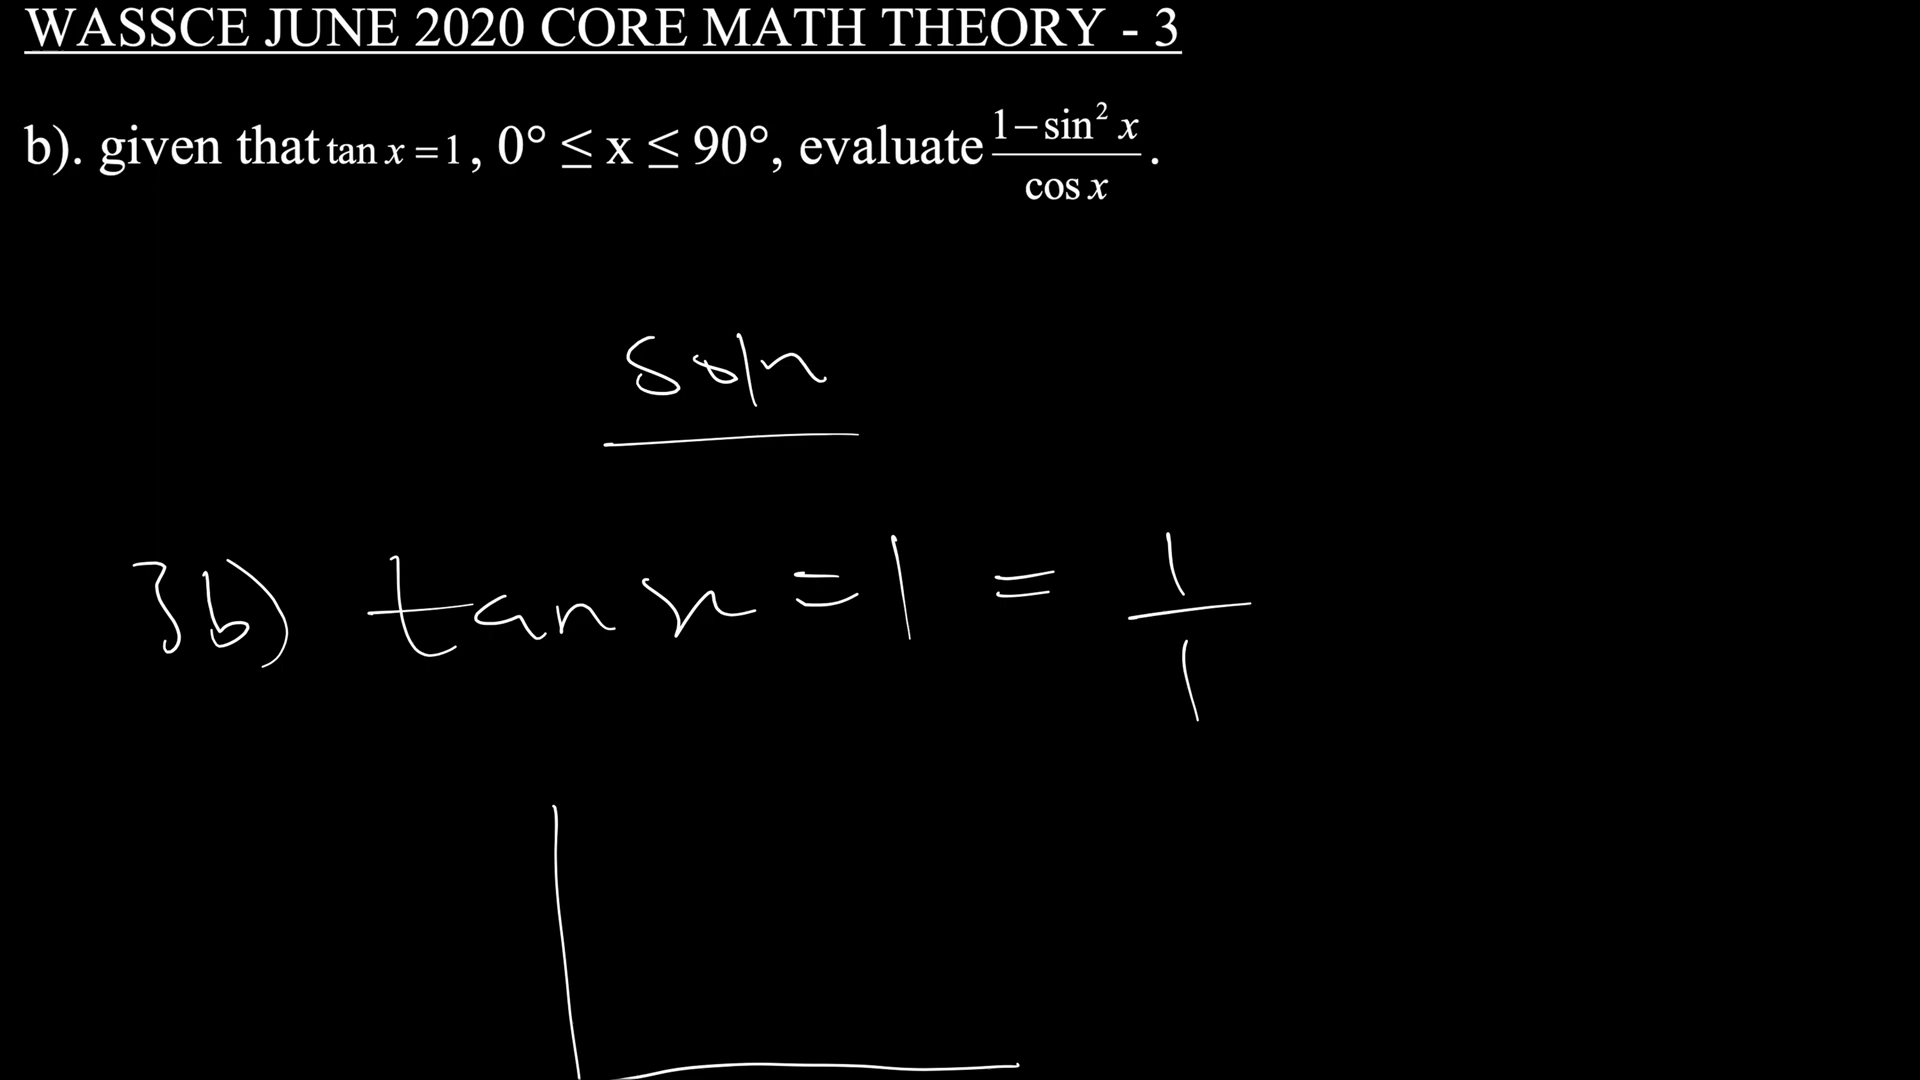 WASSCE JUNE 2020 CORE MATH THEORY - 3
b). given that tan x = 1, 0° ≤ x ≤ 90°, evaluate (1 − sin² x)/(cos x).
soln
3b) tan x = 1 = 1/1